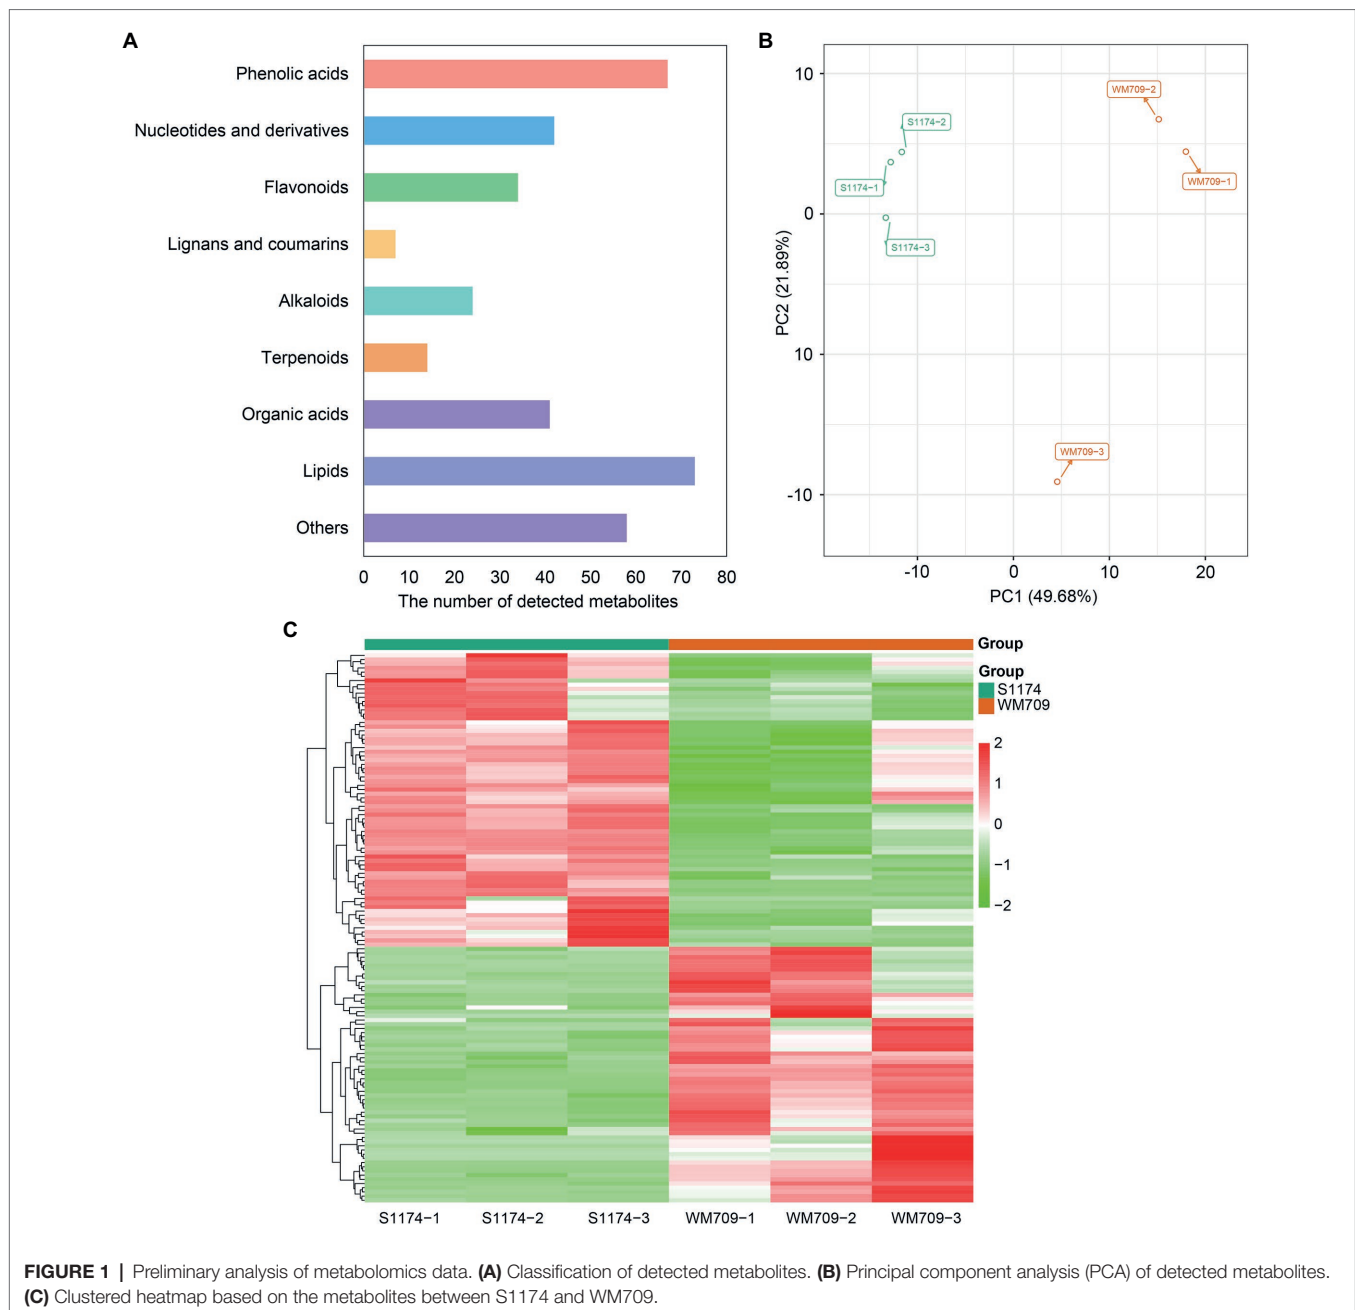 A
Phenolic acids
Nucleotides and derivatives
Flavonoids
Lignans and coumarins
Alkaloids
Terpenoids
Organic acids
Lipids
Others
0 10 20 30 40 50 60 70 80
The number of detected metabolites
B
PC2 (21.89%)
10
0
10
-10
WM709−2
S1174−2
WM709−1
S1174−1
S1174−3
WM709−3
-10 0 10 20
PC1 (49.68%)
C
Group
Group
S1174
WM709
2
1
0
−1
−2
S1174−1 S1174−2 S1174−3 WM709−1 WM709−2 WM709−3
FIGURE 1 | Preliminary analysis of metabolomics data. (A) Classification of detected metabolites. (B) Principal component analysis (PCA) of detected metabolites.
(C) Clustered heatmap based on the metabolites between S1174 and WM709.